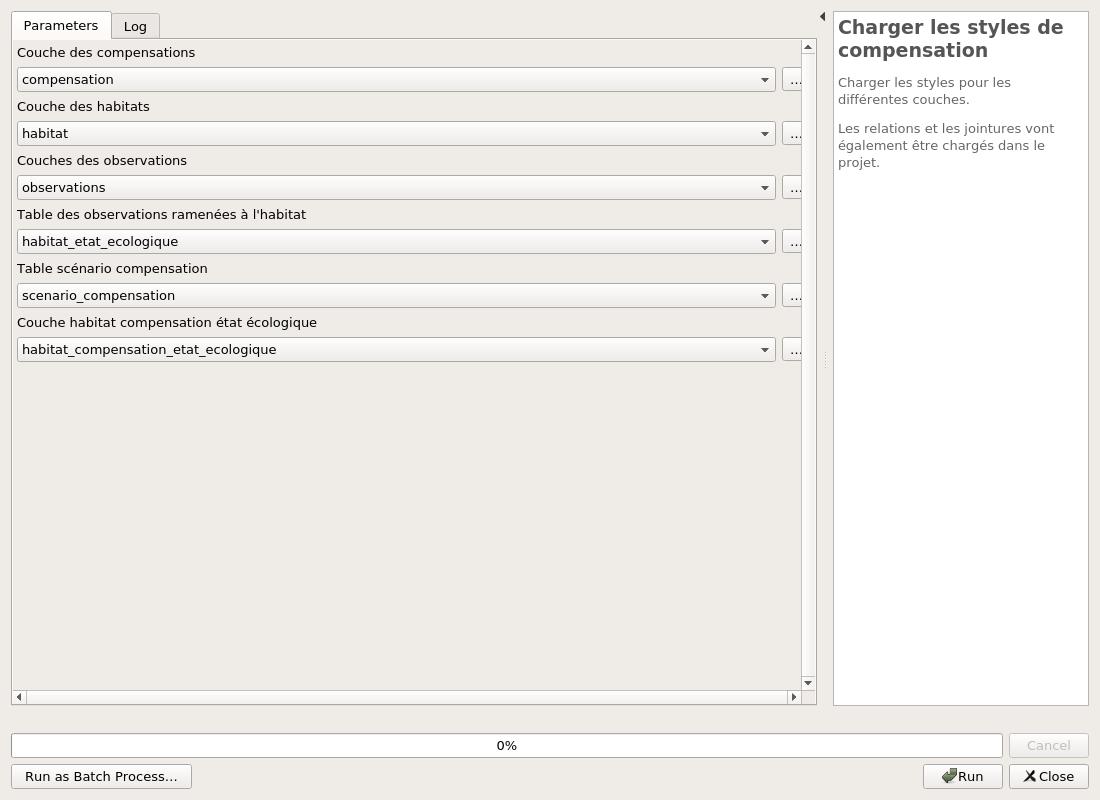 Parameters
Log
Couche des compensations
compensation
...
Couche des habitats
habitat
...
Couches des observations
observations
...
Table des observations ramenées à l'habitat
habitat_etat_ecologique
...
Table scénario compensation
scenario_compensation
...
Couche habitat compensation état écologique
habitat_compensation_etat_ecologique
...
Charger les styles de
compensation
Charger les styles pour les
différentes couches.
Les relations et les jointures vont
également être chargés dans le
projet.
0%
Cancel
Run as Batch Process...
Run
Close